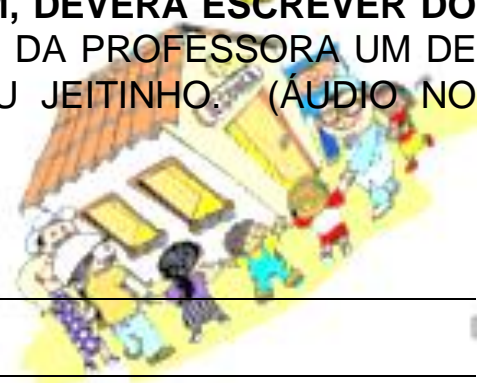 M, DEVERÁ ESCREVER DO
DA PROFESSORA UM DE
U JEITINHO. (ÁUDIO NO